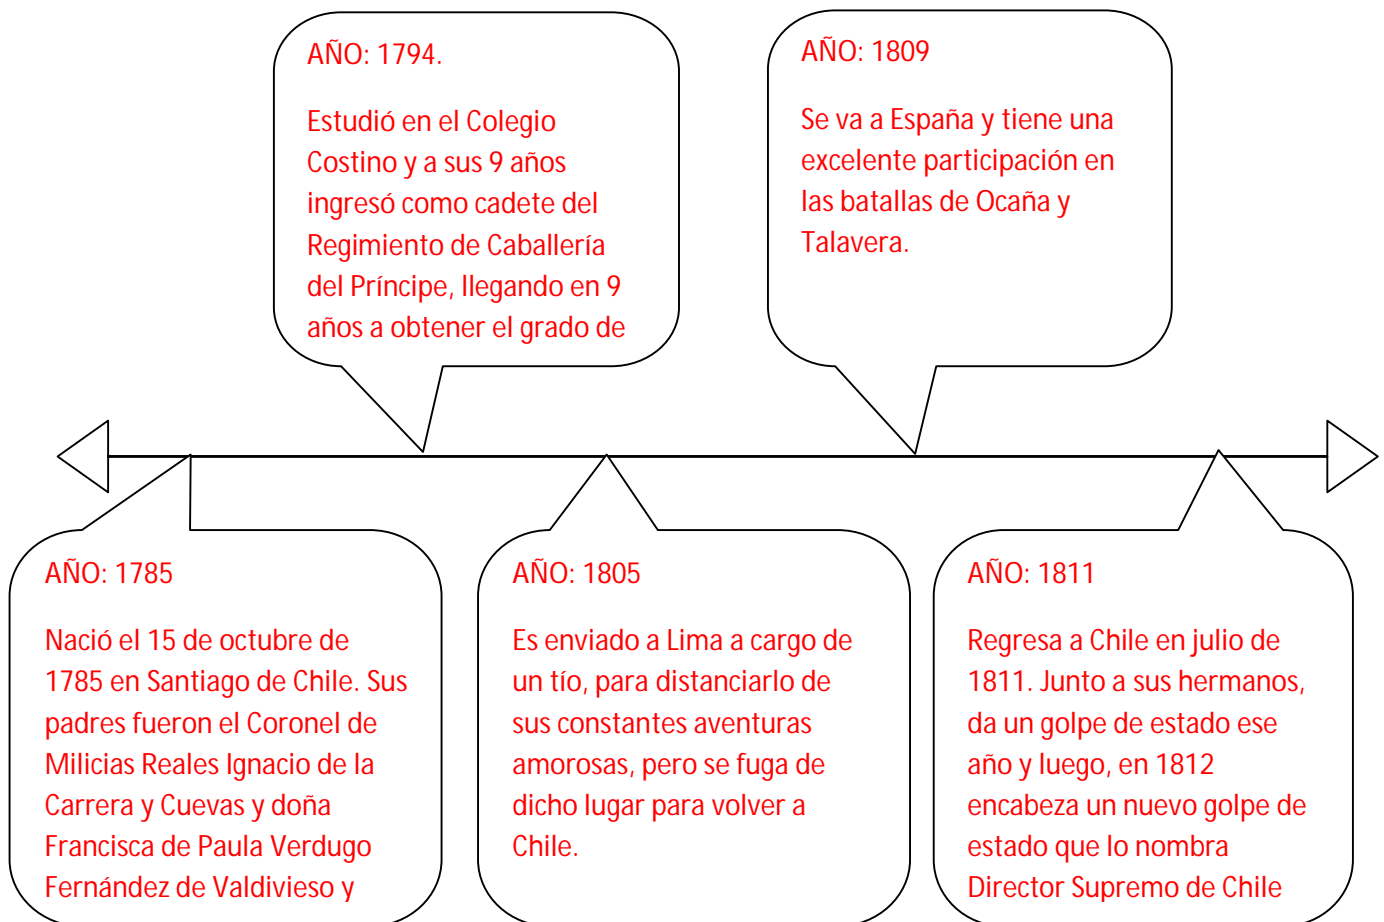 AÑO: 1794.
Estudió en el Colegio
Costino y a sus 9 años
ingresó como cadete del
Regimiento de Caballería
del Príncipe, llegando en 9
años a obtener el grado de
AÑO: 1809
Se va a España y tiene una
excelente participación en
las batallas de Ocaña y
Talavera.
AÑO: 1785
Nació el 15 de octubre de
1785 en Santiago de Chile. Sus
padres fueron el Coronel de
Milicias Reales Ignacio de la
Carrera y Cuevas y doña
Francisca de Paula Verdugo
Fernández de Valdivieso y
AÑO: 1805
Es enviado a Lima a cargo de
un tío, para distanciarlo de
sus constantes aventuras
amorosas, pero se fuga de
dicho lugar para volver a
Chile.
AÑO: 1811
Regresa a Chile en julio de
1811. Junto a sus hermanos,
da un golpe de estado ese
año y luego, en 1812
encabeza un nuevo golpe de
estado que lo nombra
Director Supremo de Chile